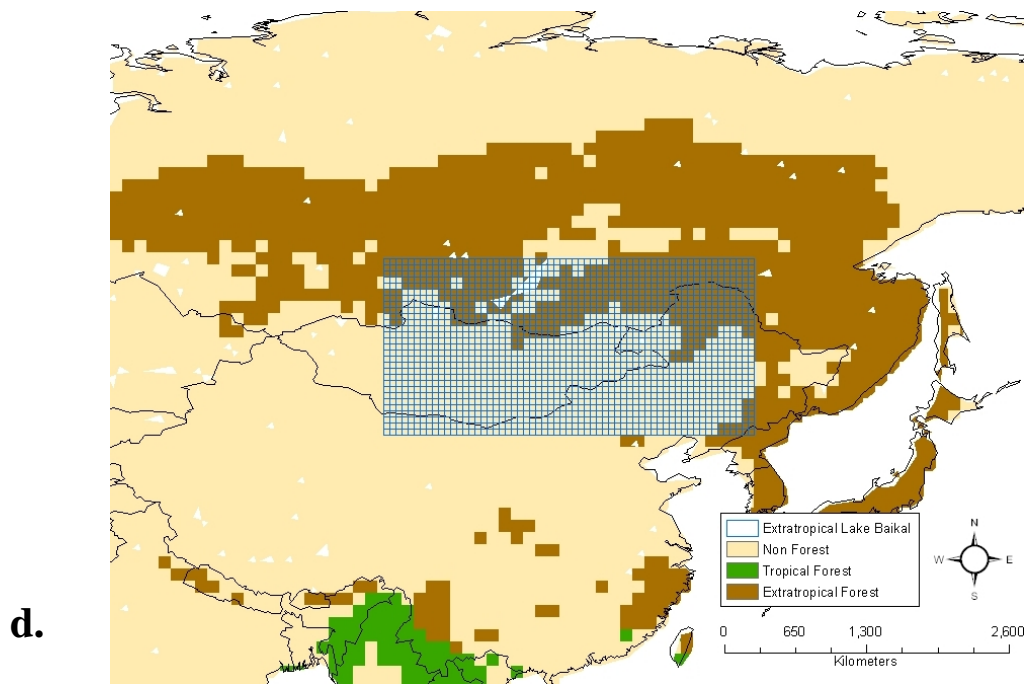 Extratropical Lake Baikal
Non Forest
Tropical Forest
Extratropical Forest
N
W E
S
d.
0 650 1,300 2,600
Kilometers